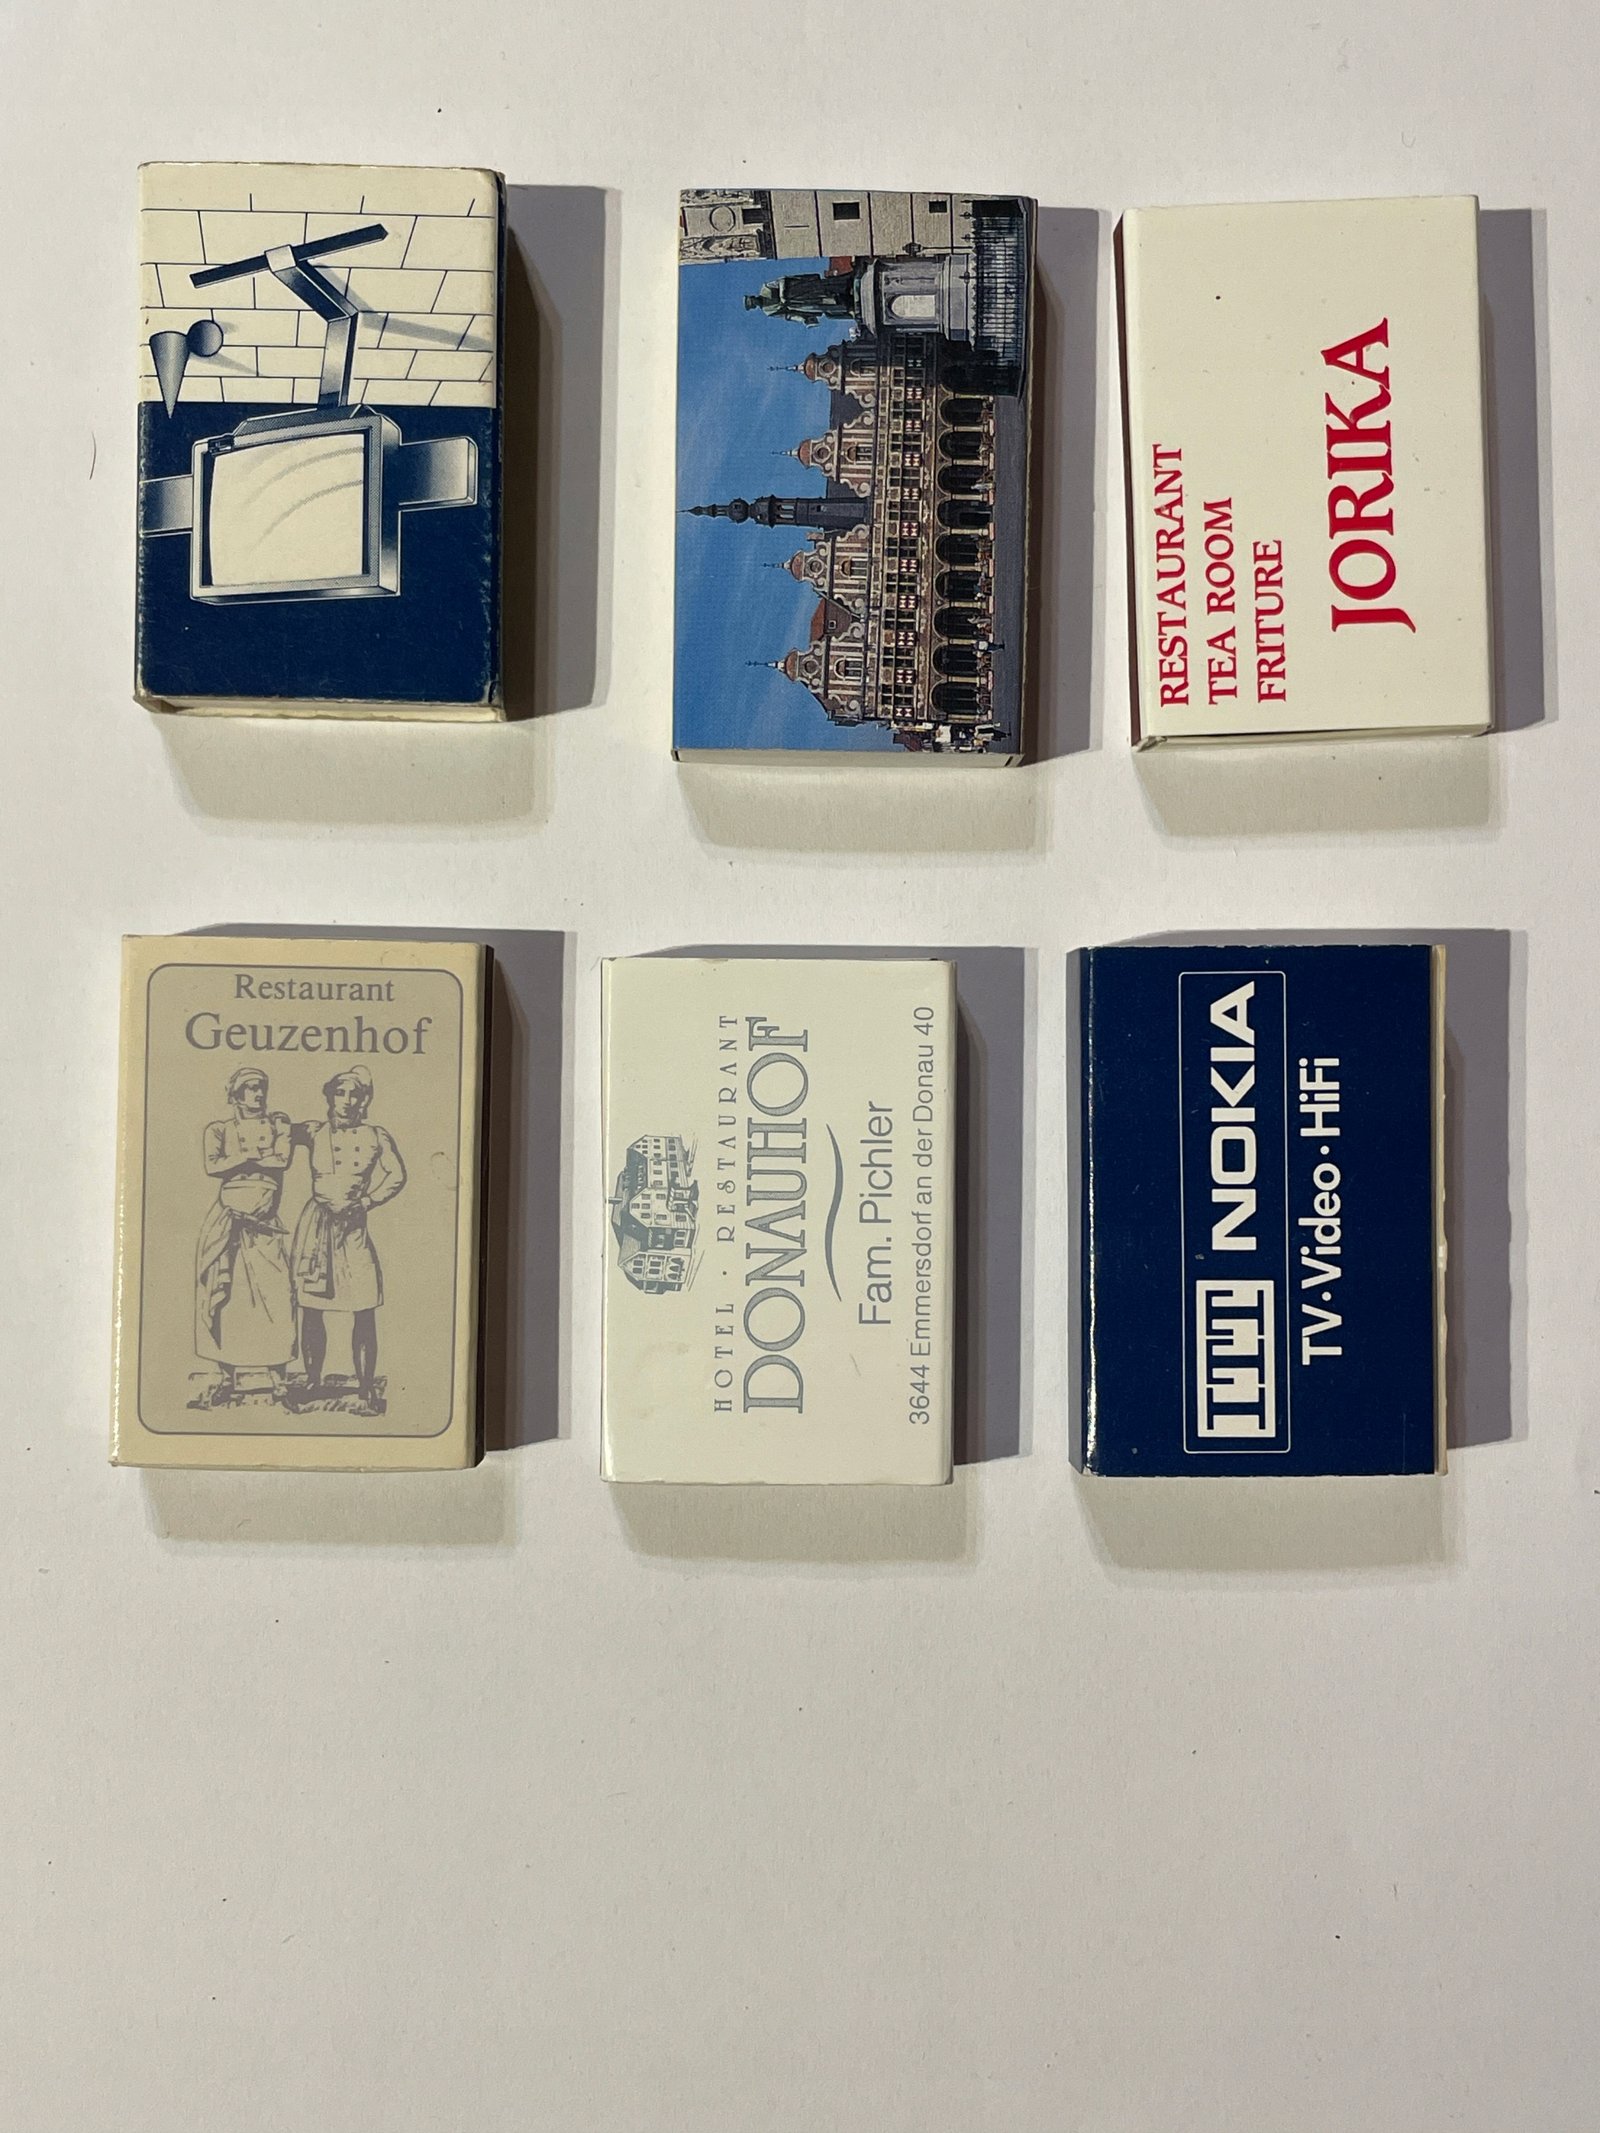 RESTAURANT
TEA ROOM
FRITURE
JORIKA
Restaurant
Geuzenhof
HOTEL · RESTAURANT
DONAUHOF
Fam. Pichler
3644 Emmersdorf an der Donau 40
ITT NOKIA
TV·Video·HiFi